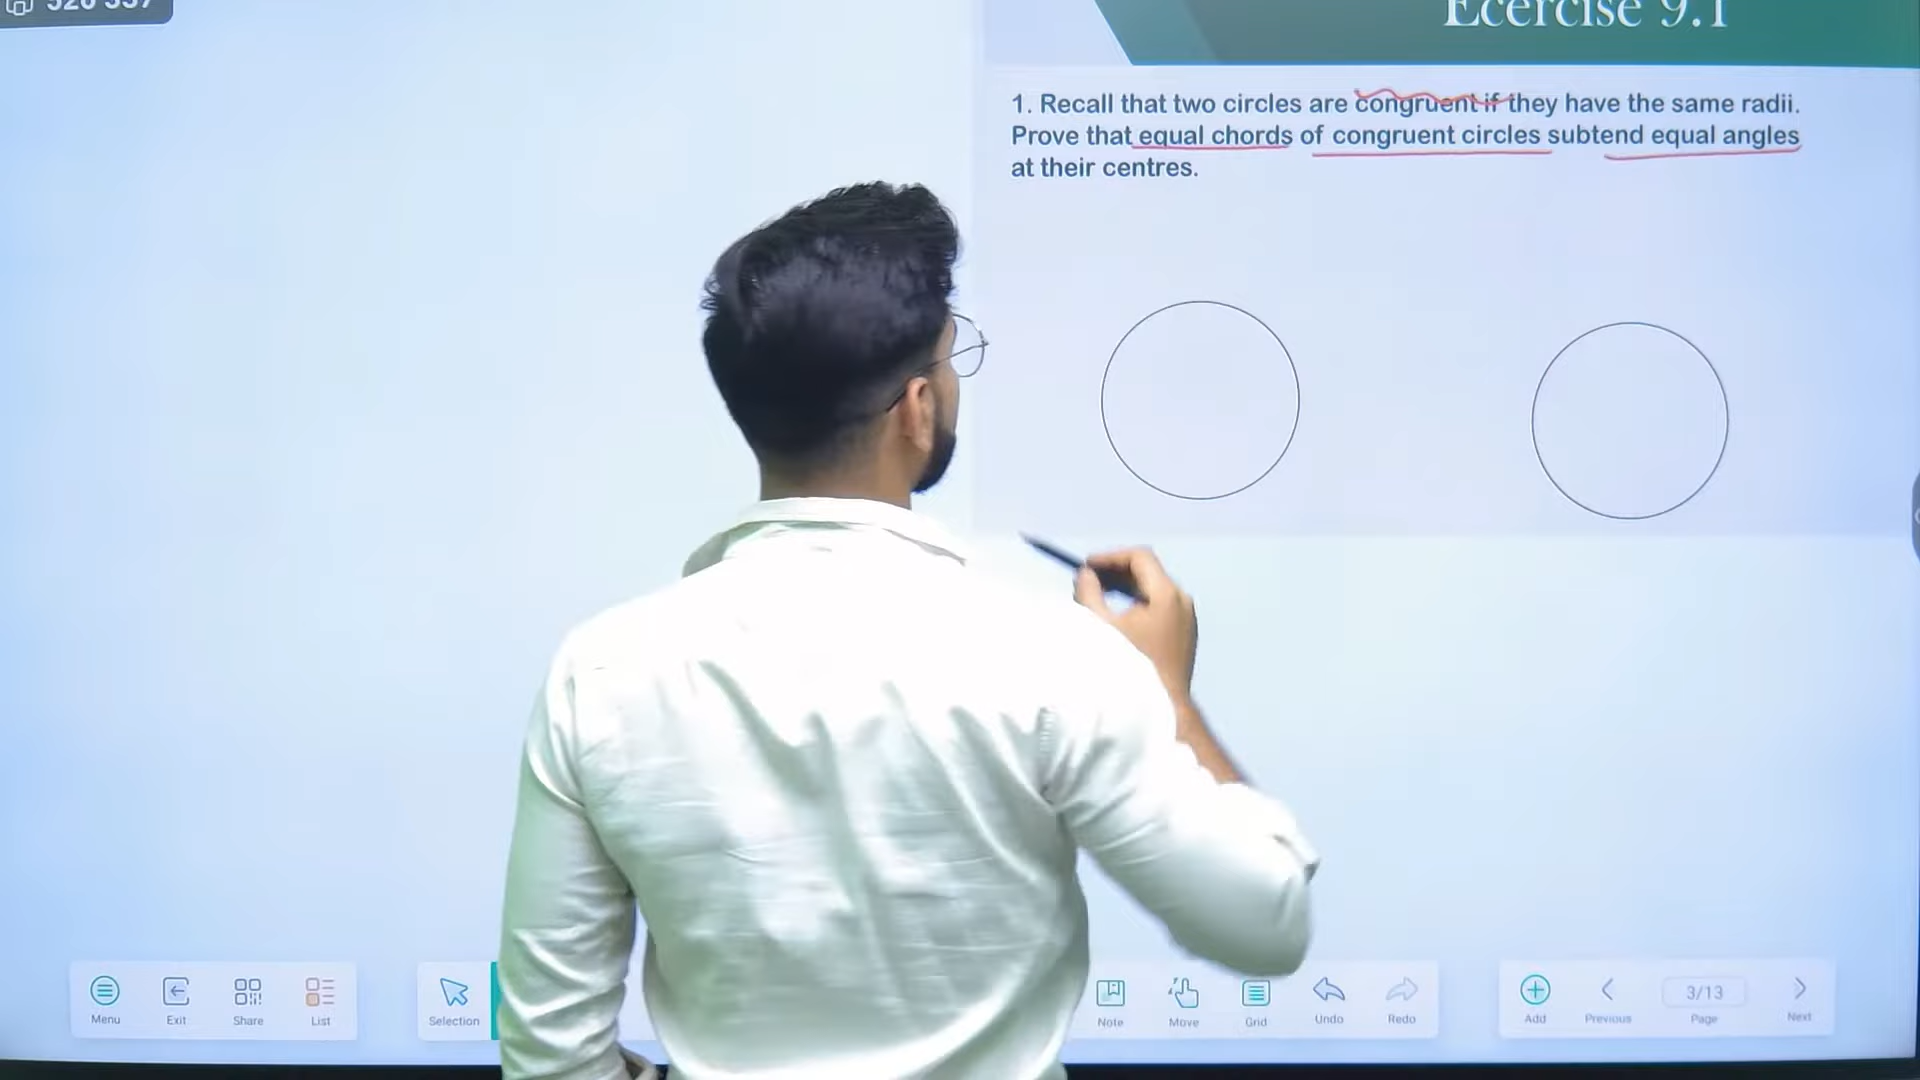 Ecercise 9.1
1. Recall that two circles are congruent if they have the same radii.
Prove that equal chords of congruent circles subtend equal angles
at their centres.
Menu
Exit
Share
List
Selection
Note
Move
Grid
Undo
Redo
Add
Previous
3/13
Page
Next